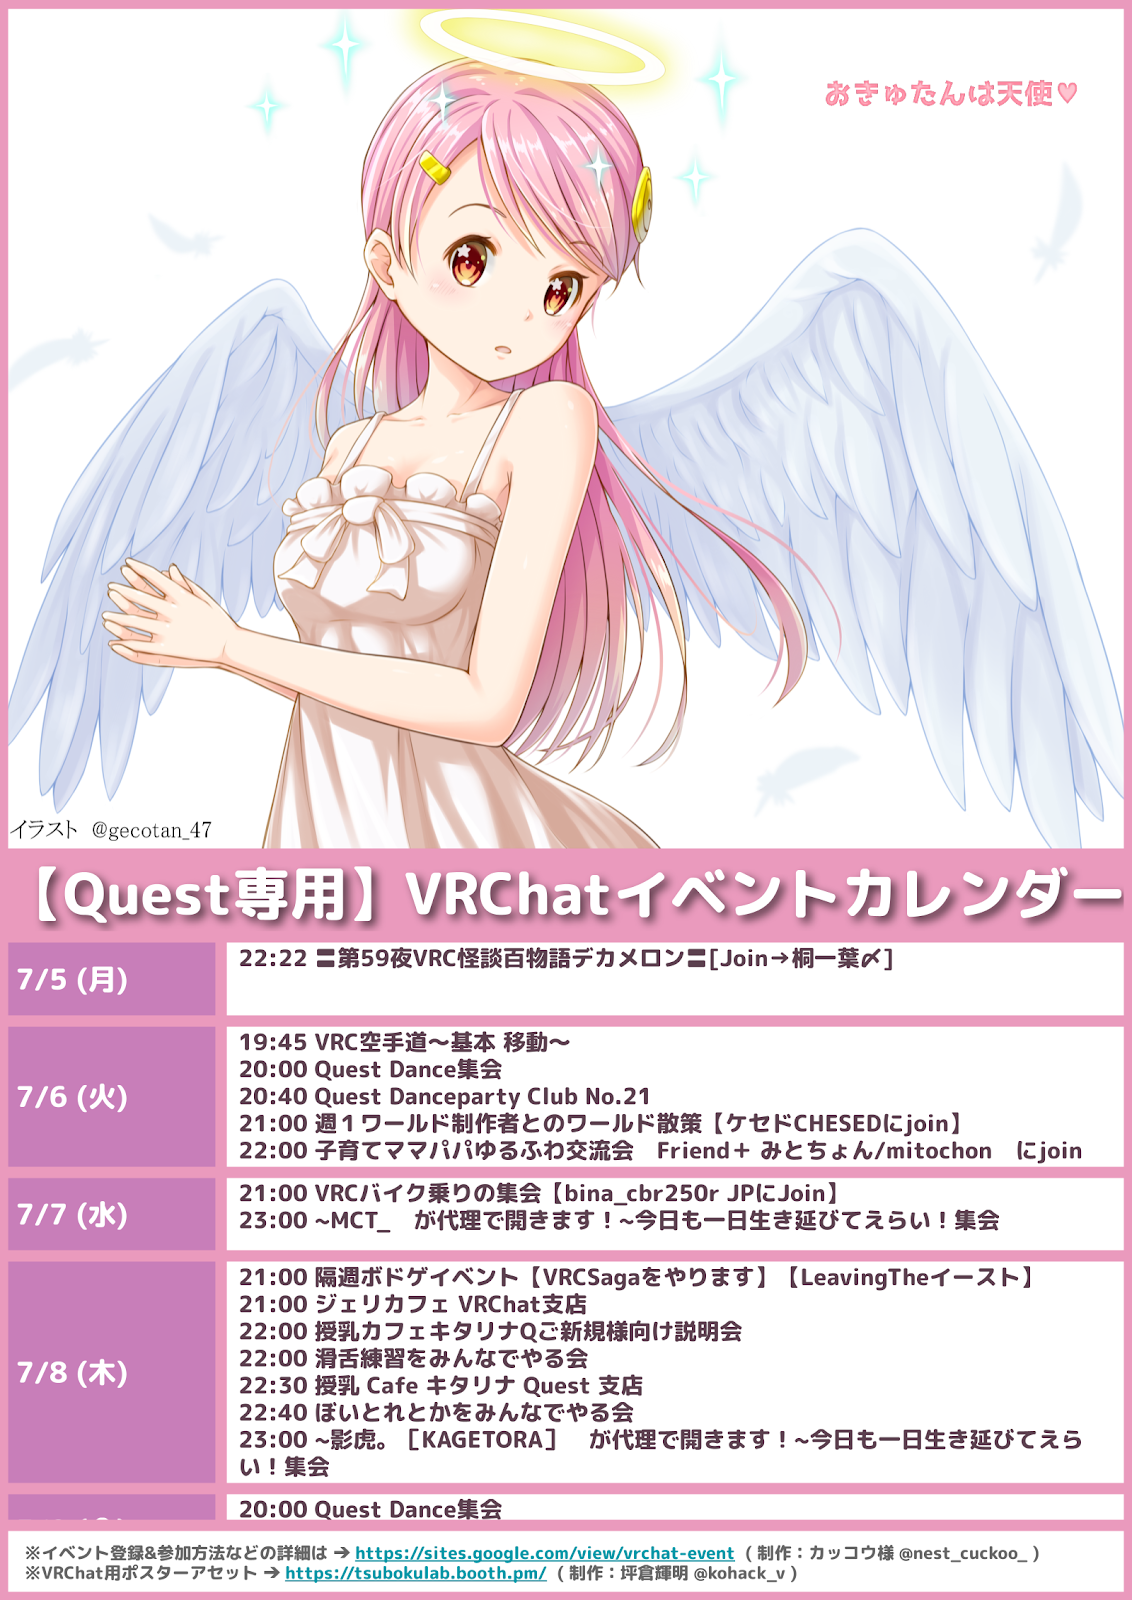 おきゅたんは天使♥
イラスト @gecotan_47
【Quest専用】VRChatイベントカレンダー
7/5 (月)
22:22 〓第59夜VRC怪談百物語デカメロン〓[Join→桐一葉〆]
7/6 (火)
19:45 VRC空手道～基本 移動～
20:00 Quest Dance集会
20:40 Quest Danceparty Club No.21
21:00 週１ワールド制作者とのワールド散策【ケセドCHESEDにjoin】
22:00 子育てママパパゆるふわ交流会　Friend＋ みとちょん/mitochon　にjoin
7/7 (水)
21:00 VRCバイク乗りの集会【bina_cbr250r JPにJoin】
23:00 ~MCT_　が代理で開きます！~今日も一日生き延びてえらい！集会
7/8 (木)
21:00 隔週ボドゲイベント【VRCSagaをやります】【LeavingTheイースト】
21:00 ジェリカフェ VRChat支店
22:00 授乳カフェキタリナQご新規様向け説明会
22:00 滑舌練習をみんなでやる会
22:30 授乳 Cafe キタリナ Quest 支店
22:40 ぼいとれとかをみんなでやる会
23:00 ~影虎。［KAGETORA］　が代理で開きます！~今日も一日生き延びてえら
い！集会
20:00 Quest Dance集会
※イベント登録&参加方法などの詳細は → https://sites.google.com/view/vrchat-event ( 制作：カッコウ様 @nest_cuckoo_ )
※VRChat用ポスターアセット → https://tsubokulab.booth.pm/ ( 制作：坪倉輝明 @kohack_v )